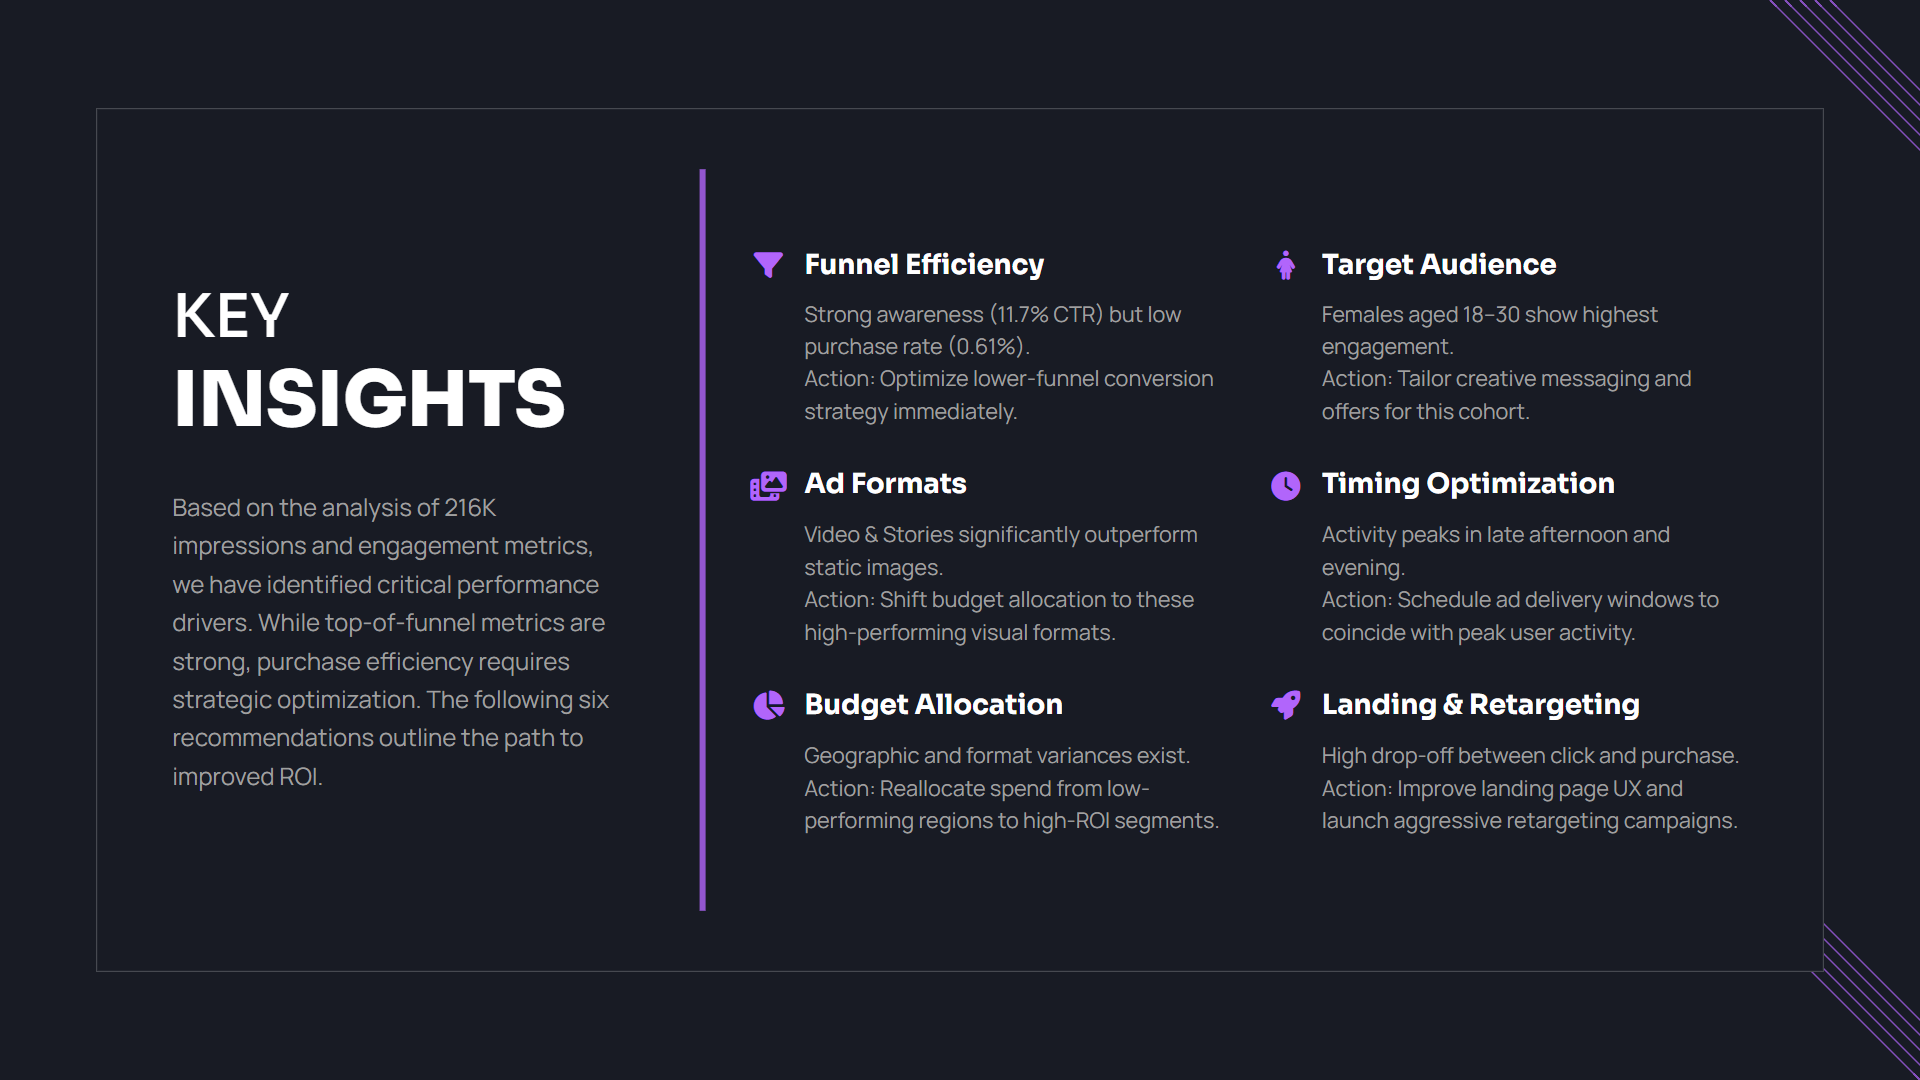 KEY
INSIGHTS
Based on the analysis of 216K
impressions and engagement metrics,
we have identified critical performance
drivers. While top-of-funnel metrics are
strong, purchase efficiency requires
strategic optimization. The following six
recommendations outline the path to
improved ROI.
Funnel Efficiency
Strong awareness (11.7% CTR) but low
purchase rate (0.61%).
Action: Optimize lower-funnel conversion
strategy immediately.
Target Audience
Females aged 18–30 show highest
engagement.
Action: Tailor creative messaging and
offers for this cohort.
Ad Formats
Video & Stories significantly outperform
static images.
Action: Shift budget allocation to these
high-performing visual formats.
Timing Optimization
Activity peaks in late afternoon and
evening.
Action: Schedule ad delivery windows to
coincide with peak user activity.
Budget Allocation
Geographic and format variances exist.
Action: Reallocate spend from low-
performing regions to high-ROI segments.
Landing & Retargeting
High drop-off between click and purchase.
Action: Improve landing page UX and
launch aggressive retargeting campaigns.